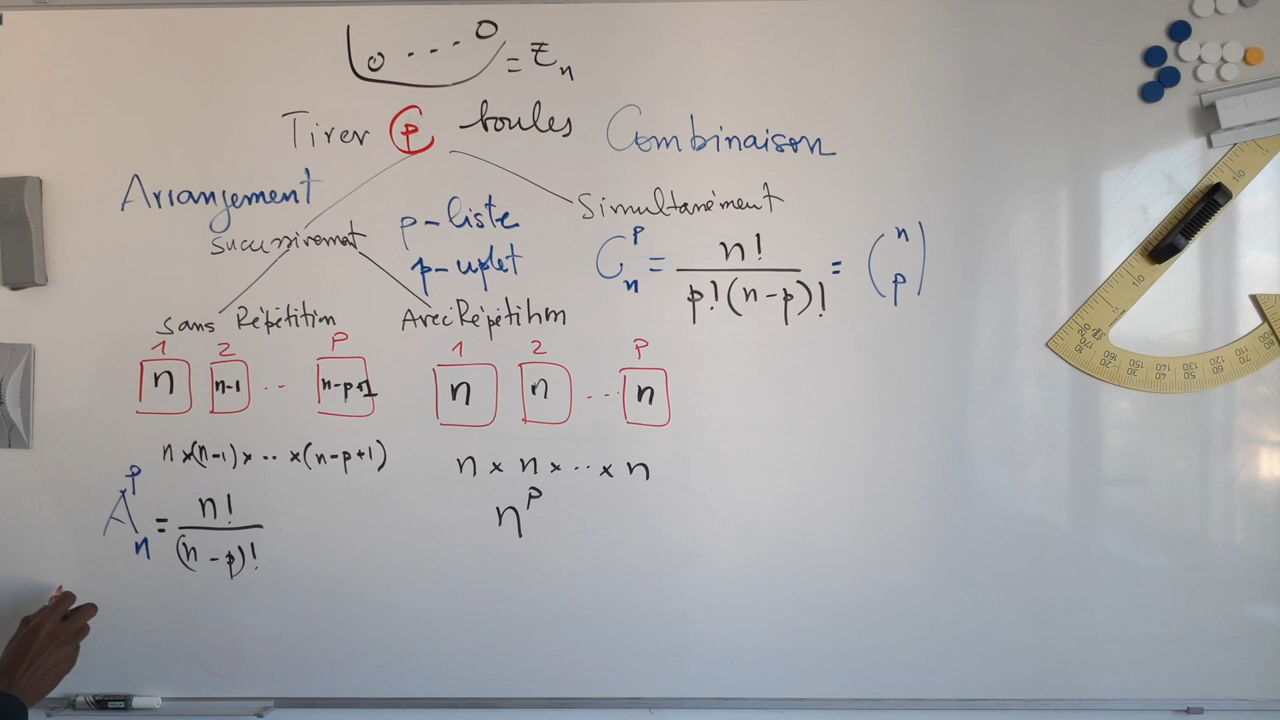 = En
Tirer p boules
Combinaison
Arrangement
Simultanément
Successivement
p-liste
p-uplet
Sans Répétition
Avec Répétition
1 2 P
n n-1 ... n-p+1
1 2 P
n n ... n
n×(n-1)×...×(n-p+1)
n × n × ... × n
A_n^p = n!/(n-p)!
n^p
C_n^p = n!/(p!(n-p)!) = (n p)